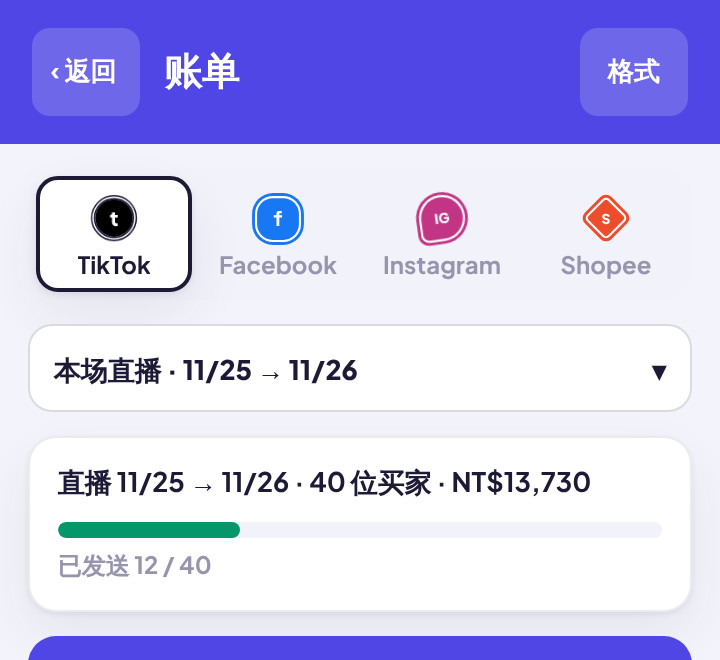 ‹ 返回
账单
格式
t
f
IG
S
TikTok
Facebook
Instagram
Shopee
本场直播 · 11/25 → 11/26
▼
直播 11/25 → 11/26 · 40 位买家 · NT$13,730
已发送 12 / 40